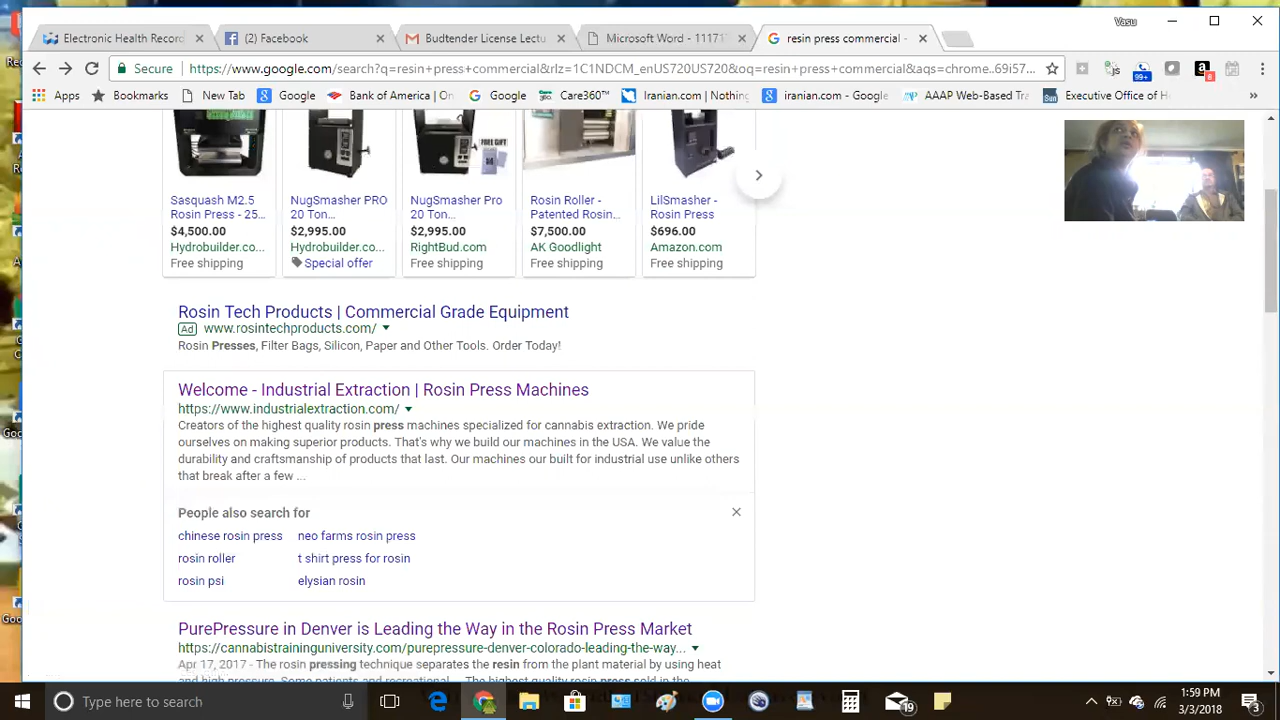 Vasu
Electronic Health Record
(2) Facebook
Budtender License Lectu
Microsoft Word - 11171
resin press commercial -
Secure
https://www.google.com/search?q=resin+press+commercial&rlz=1C1NDCM_enUS720US720&oq=resin+press+commercial&aqs=chrome..69i57...
99+
8
Apps
Bookmarks
New Tab
Google
Bank of America | On
Google
Care360™
Iranian.com | Nothing
iranian.com - Google
AAAP Web-Based Tra
Executive Office of H
»
FREE GIFT
Sasquash M2.5
Rosin Press - 25...
$4,500.00
Hydrobuilder.co...
Free shipping
NugSmasher PRO
20 Ton...
$2,995.00
Hydrobuilder.co...
Special offer
NugSmasher Pro
20 Ton...
$2,995.00
RightBud.com
Free shipping
Rosin Roller -
Patented Rosin...
$7,500.00
AK Goodlight
Free shipping
LilSmasher -
Rosin Press
$696.00
Amazon.com
Free shipping
Rosin Tech Products | Commercial Grade Equipment
Ad www.rosintechproducts.com/
Rosin Presses, Filter Bags, Silicon, Paper and Other Tools. Order Today!
Welcome - Industrial Extraction | Rosin Press Machines
https://www.industrialextraction.com/
Creators of the highest quality rosin press machines specialized for cannabis extraction. We pride
ourselves on making superior products. That's why we build our machines in the USA. We value the
durability and craftsmanship of products that last. Our machines our built for industrial use unlike others
that break after a few ...
People also search for
chinese rosin press
neo farms rosin press
rosin roller
t shirt press for rosin
rosin psi
elysian rosin
PurePressure in Denver is Leading the Way in the Rosin Press Market
https://cannabistraininguniversity.com/purepressure-denver-colorado-leading-the-way...
Apr 17, 2017 - The rosin pressing technique separates the resin from the plant material by using heat
and high pressure. Some patients and recreational ... The highest quality rosin press sold in the
Type here to search
19
1:59 PM
3/3/2018
3